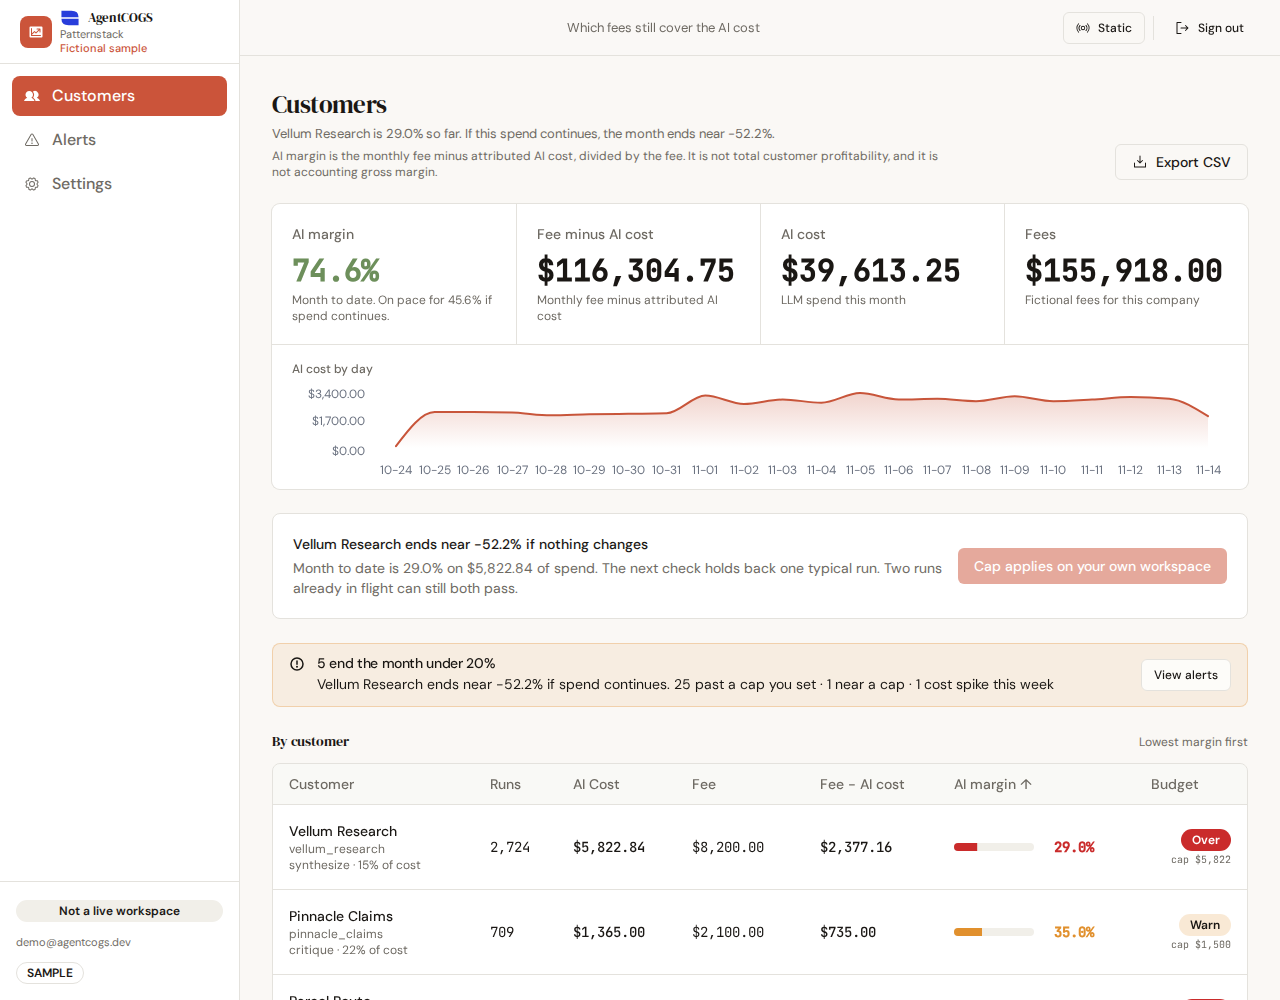 AgentCOGS
Patternstack
Fictional sample
Which fees still cover the AI cost
Static
Sign out
Customers
Alerts
Settings
Customers
Vellum Research is 29.0% so far. If this spend continues, the month ends near -52.2%.
AI margin is the monthly fee minus attributed AI cost, divided by the fee. It is not total customer profitability, and it is
not accounting gross margin.
Export CSV
AI margin
74.6%
Month to date. On pace for 45.6% if
spend continues.
Fee minus AI cost
$116,304.75
Monthly fee minus attributed AI
cost
AI cost
$39,613.25
LLM spend this month
Fees
$155,918.00
Fictional fees for this company
AI cost by day
$3,400.00
$1,700.00
$0.00
10-24 10-25 10-26 10-27 10-28 10-29 10-30 10-31 11-01 11-02 11-03 11-04 11-05 11-06 11-07 11-08 11-09 11-10 11-11 11-12 11-13 11-14
Vellum Research ends near -52.2% if nothing changes
Month to date is 29.0% on $5,822.84 of spend. The next check holds back one typical run. Two runs
already in flight can still both pass.
Cap applies on your own workspace
5 end the month under 20%
Vellum Research ends near -52.2% if spend continues. 25 past a cap you set · 1 near a cap · 1 cost spike this week
View alerts
By customer
Lowest margin first
Customer Runs AI Cost Fee Fee - AI cost AI margin ↑ Budget
Vellum Research
vellum_research
synthesize · 15% of cost
2,724 $5,822.84 $8,200.00 $2,377.16 29.0%
Over
cap $5,822
Pinnacle Claims
pinnacle_claims
critique · 22% of cost
709 $1,365.00 $2,100.00 $735.00 35.0%
Warn
cap $1,500
Not a live workspace
demo@agentcogs.dev
SAMPLE